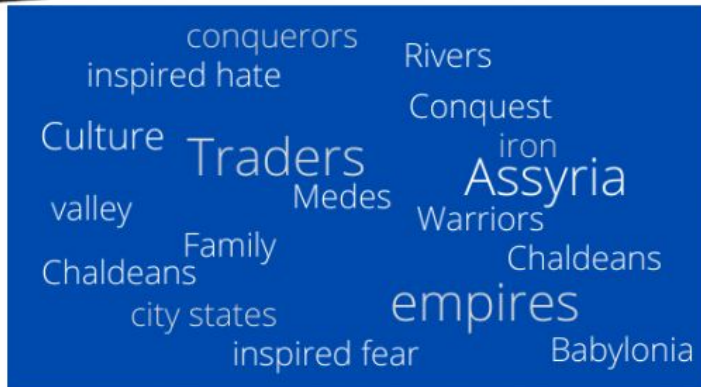 conquerors
Rivers
inspired hate
Conquest
Culture
iron
Traders
Assyria
Medes
valley
Warriors
Family
Chaldeans
Chaldeans
empires
city states
inspired fear
Babylonia